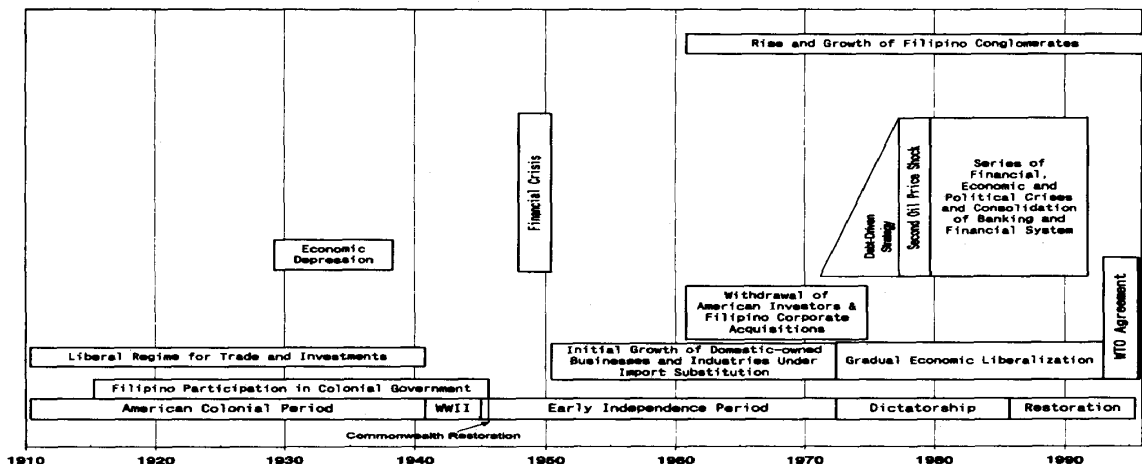 Rise and Growth of Filipino Conglomerates
Financial Crisis
Debt-Driven
Strategy
Second Oil Price Shock
Series of
Financial,
Economic and
Political Crises
and Consolidation
of Banking and
Financial System
Economic
Depression
Withdrawal of
American Investors &
Filipino Corporate
Acquisitions
WTO Agreement
Liberal Regime for Trade and Investments
Initial Growth of Domestic-owned
Businesses and Industries Under
Import Substitution
Gradual Economic Liberalization
Filipino Participation in Colonial Government
American Colonial Period
WWII
Early Independence Period
Dictatorship
Restoration
Commonwealth Restoration
1910 1920 1930 1940 1950 1960 1970 1980 1990